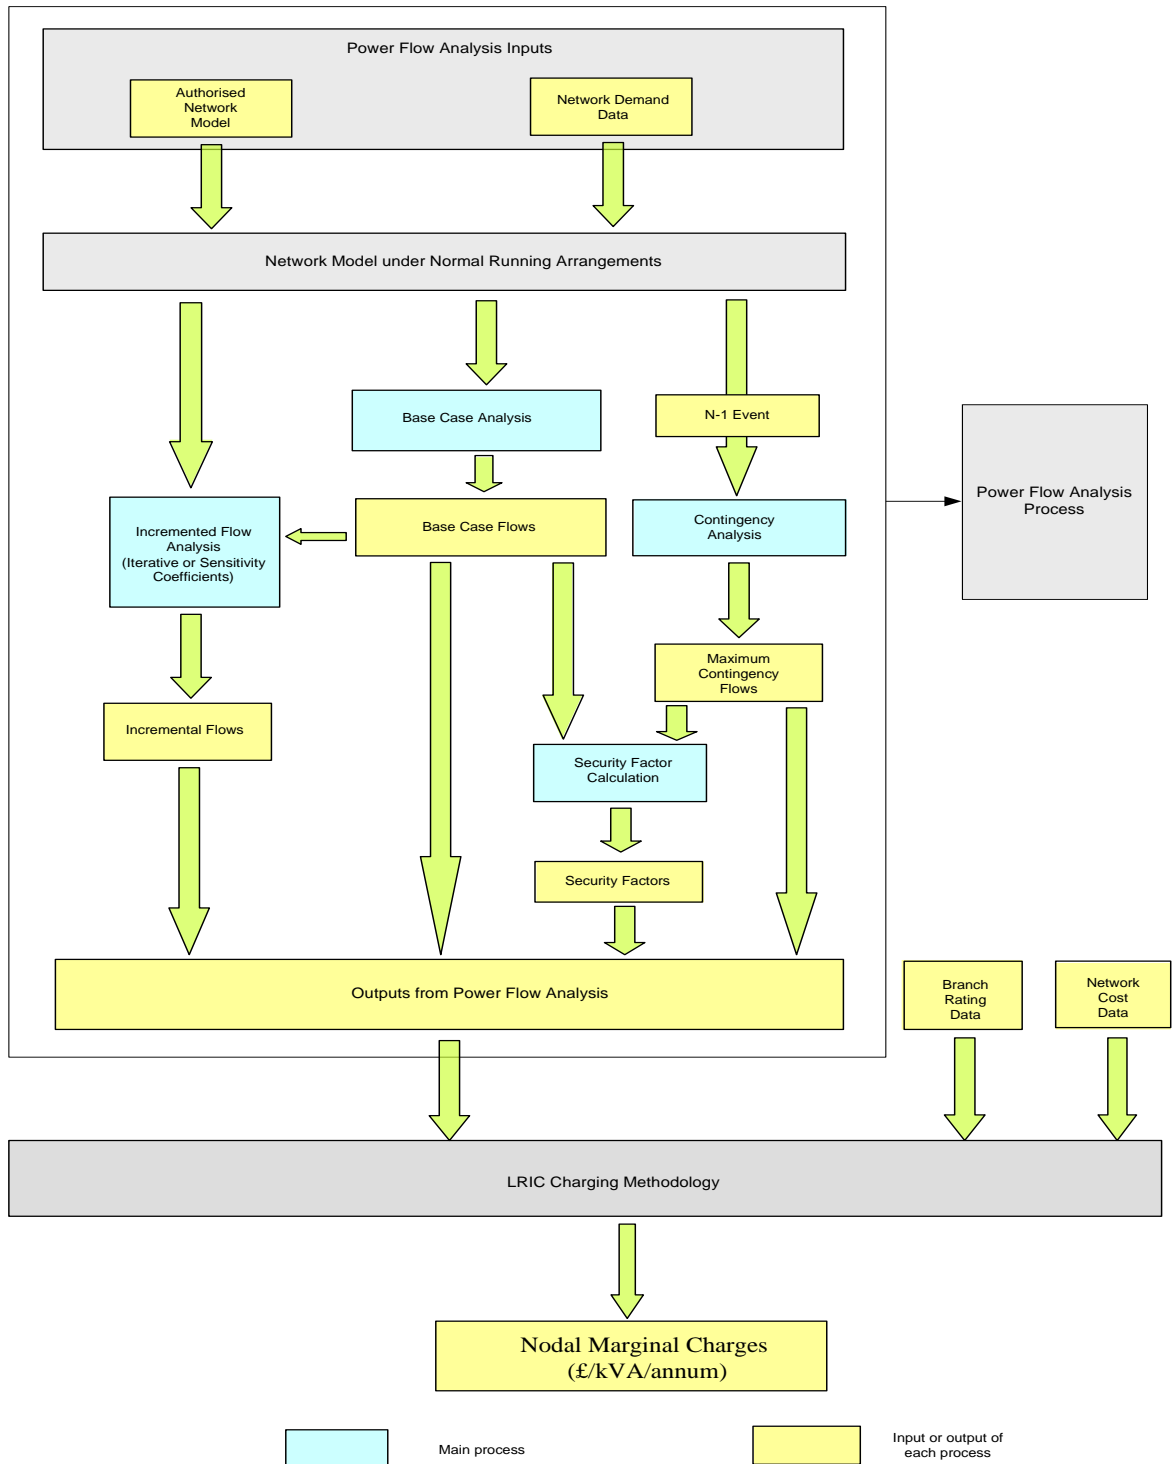 Power Flow Analysis Inputs
Authorised
Network
Model
Network Demand
Data
Network Model under Normal Running Arrangements
Base Case Analysis
N-1 Event
Power Flow Analysis
Process
Incremented Flow
Analysis
(Iterative or Sensitivity
Coefficients)
Base Case Flows
Contingency
Analysis
Maximum
Contingency
Flows
Incremental Flows
Security Factor
Calculation
Security Factors
Outputs from Power Flow Analysis
Branch
Rating
Data
Network
Cost
Data
LRIC Charging Methodology
Nodal Marginal Charges
(£/kVA/annum)
Main process
Input or output of
each process